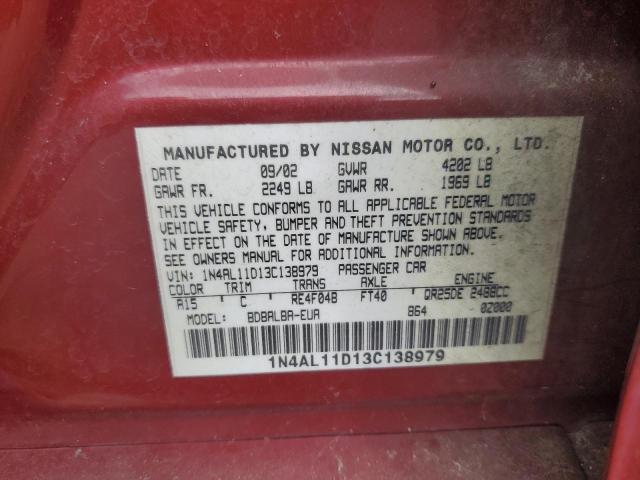 MANUFACTURED BY NISSAN MOTOR CO., LTD.
DATE 09/02 GVWR 4202 LB
GAWR FR. 2249 LB GAWR RR. 1969 LB
THIS VEHICLE CONFORMS TO ALL APPLICABLE FEDERAL MOTOR
VEHICLE SAFETY, BUMPER AND THEFT PREVENTION STANDARDS
IN EFFECT ON THE DATE OF MANUFACTURE SHOWN ABOVE.
SEE OWNERS MANUAL FOR ADDITIONAL INFORMATION.
VIN: 1N4AL11D13C138979 PASSENGER CAR
COLOR TRIM TRANS AXLE ENGINE
A15 C RE4F04B FT40 QR25DE 2488CC
MODEL: BDBALBA-EUA 864 0Z000
1N4AL11D13C138979